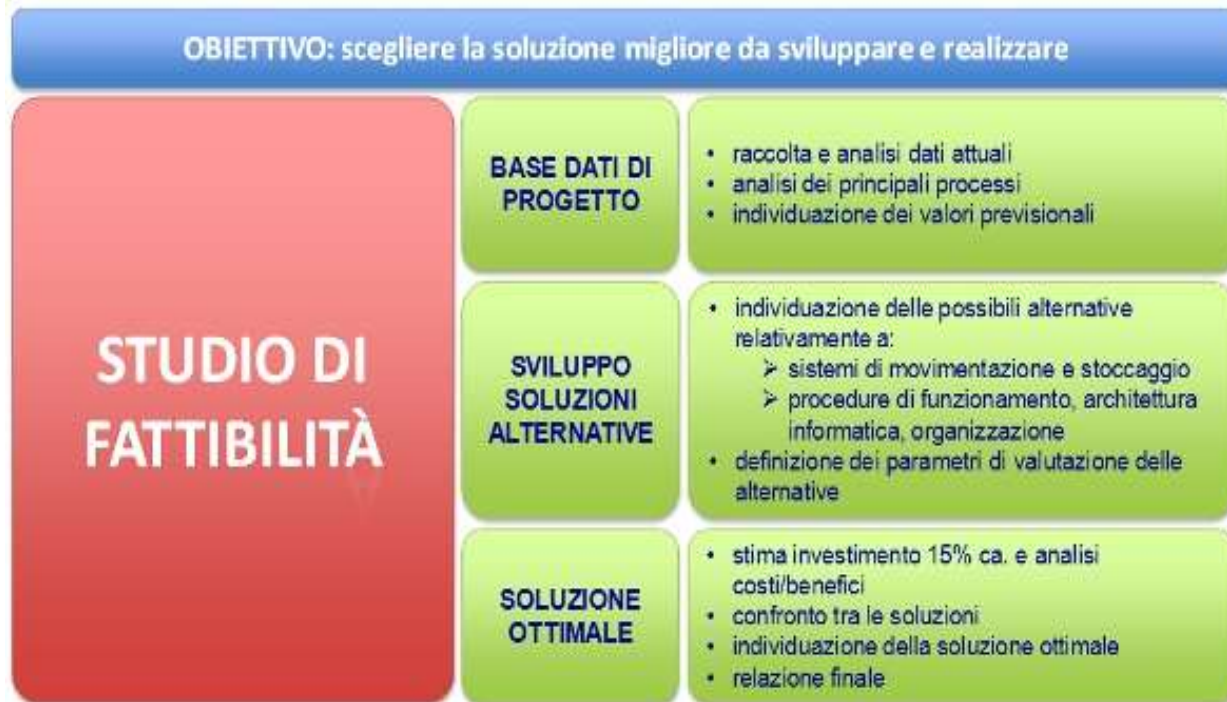 OBIETTIVO: scegliere la soluzione migliore da sviluppare e realizzare
STUDIO DI
FATTIBILITÀ
BASE DATI DI
PROGETTO
• raccolta e analisi dati attuali
• analisi dei principali processi
• individuazione dei valori previsionali
SVILUPPO
SOLUZIONI
ALTERNATIVE
• individuazione delle possibili alternative
relativamente a:
➢ sistemi di movimentazione e stoccaggio
➢ procedure di funzionamento, architettura
informatica, organizzazione
• definizione dei parametri di valutazione delle
alternative
SOLUZIONE
OTTIMALE
• stima investimento 15% ca. e analisi
costi/benefici
• confronto tra le soluzioni
• individuazione della soluzione ottimale
• relazione finale